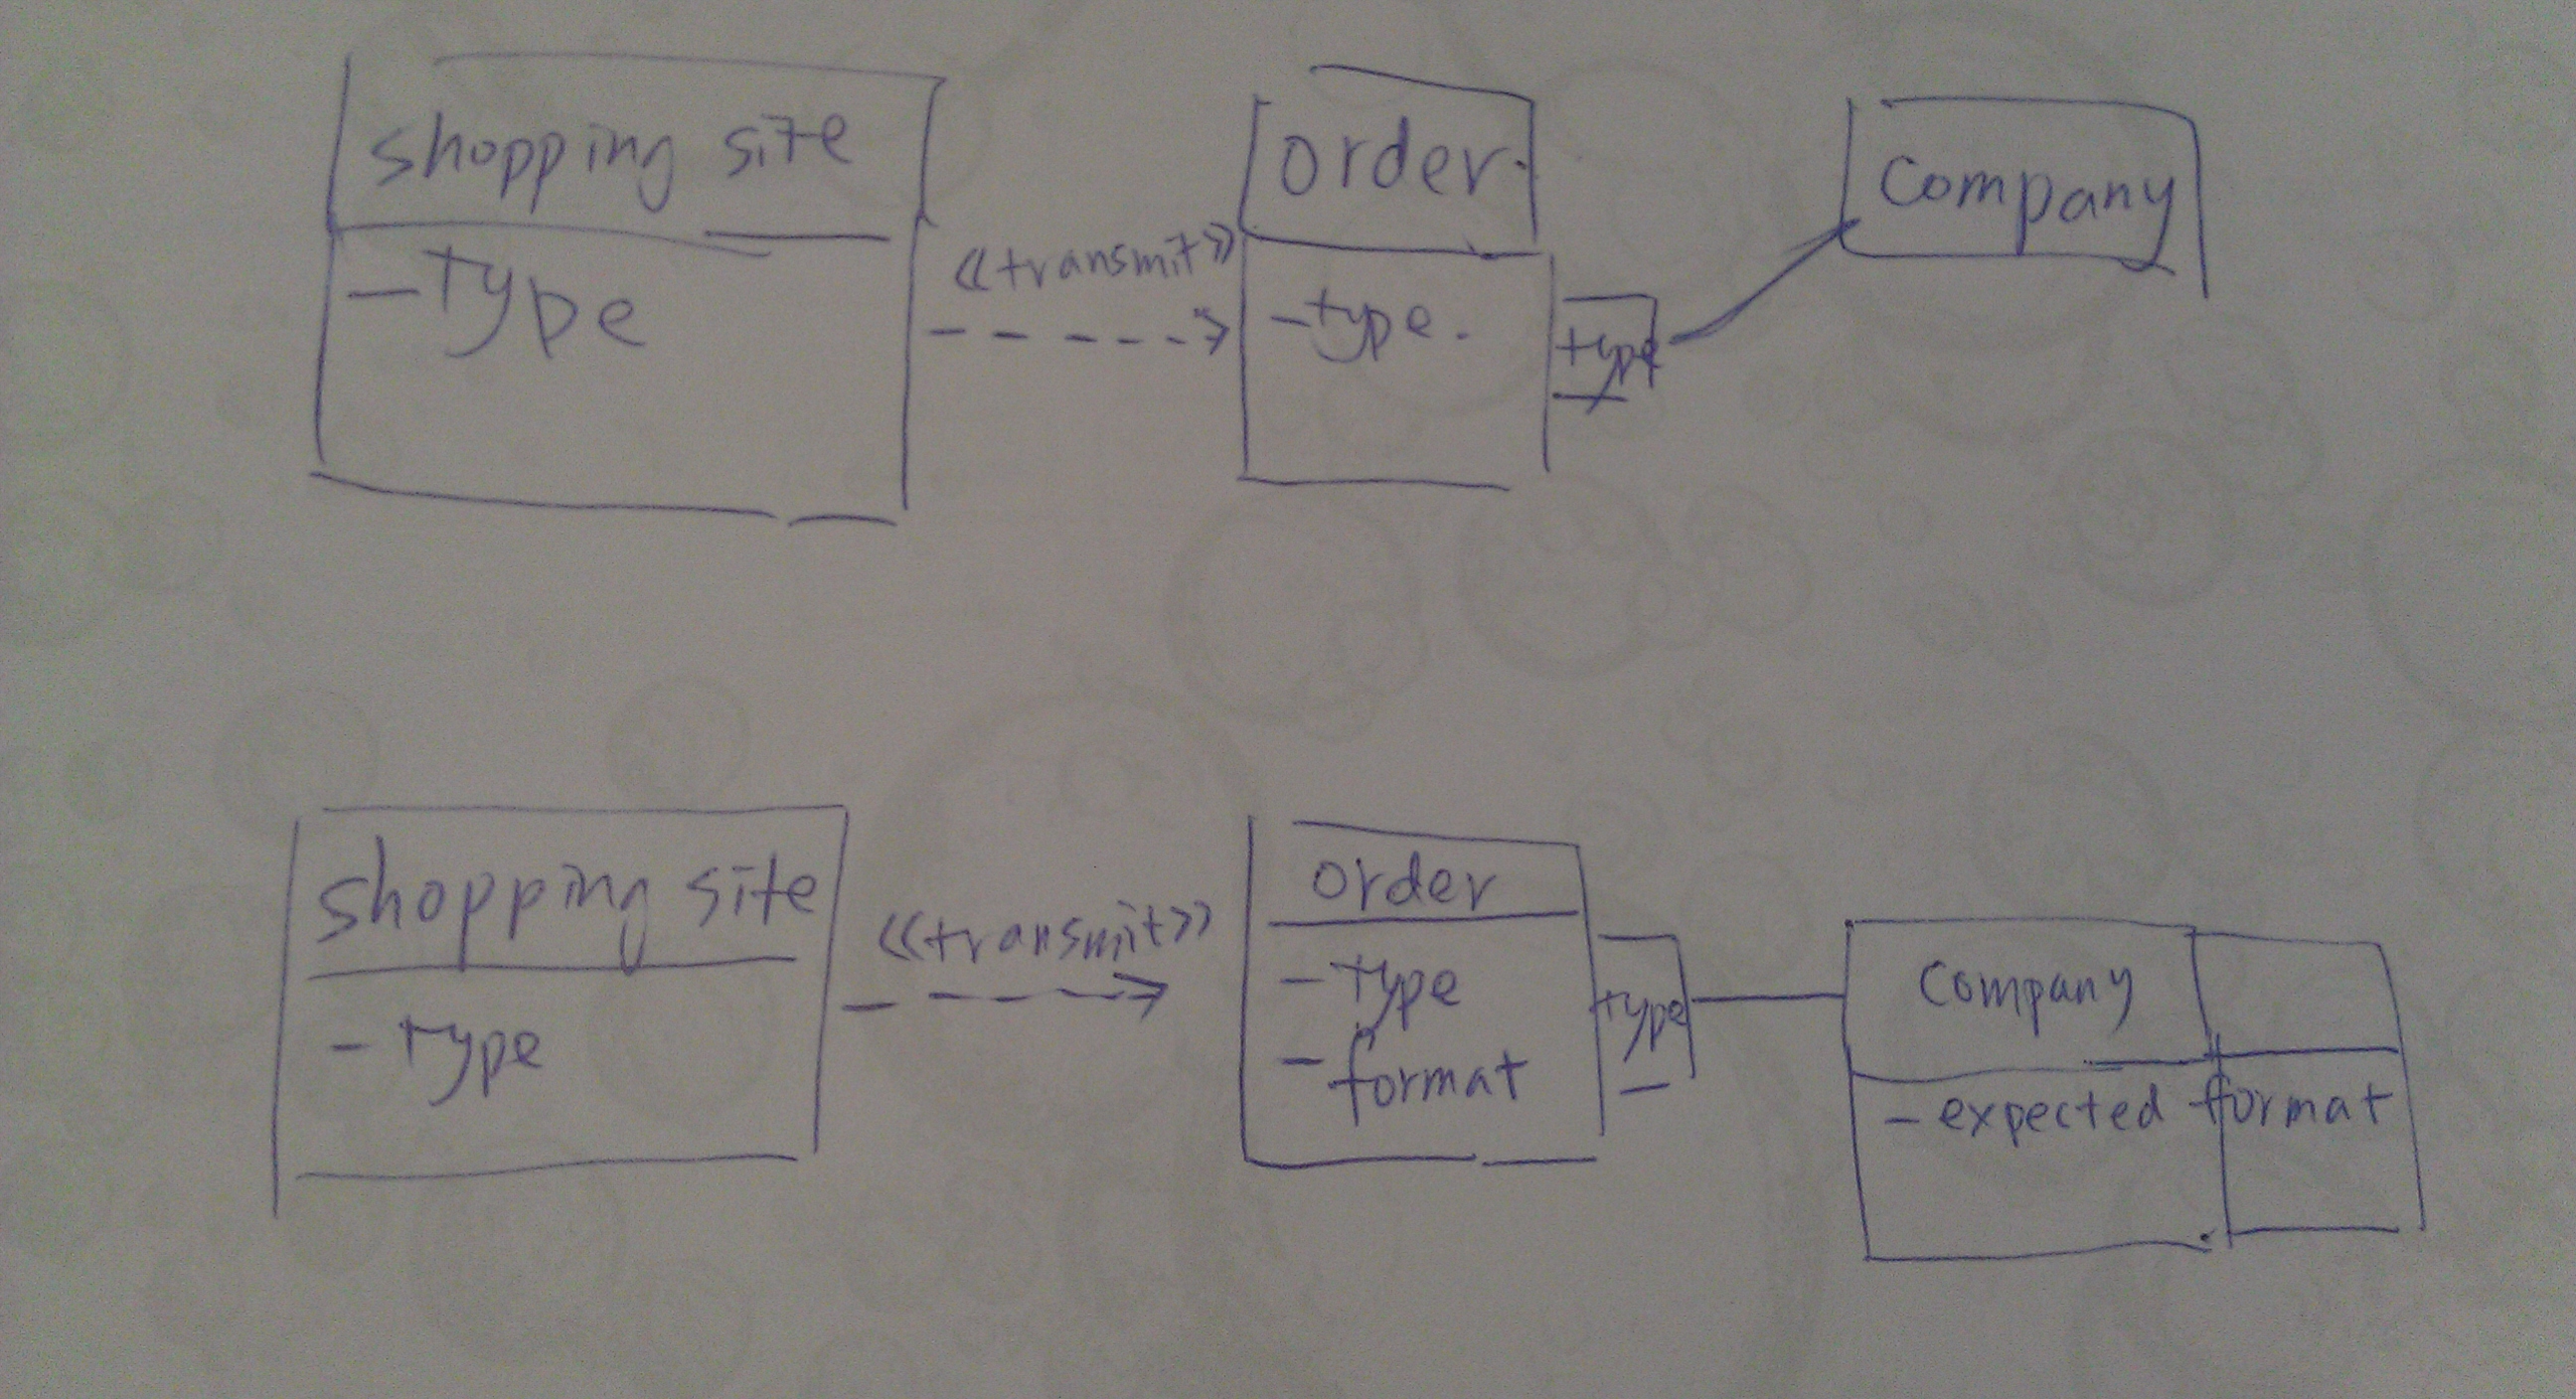 shopping site
- type
«transmit»
order
- type.
type
Company
shopping site
- type
«transmit»
order
- type
- format
type
Company
- expected format